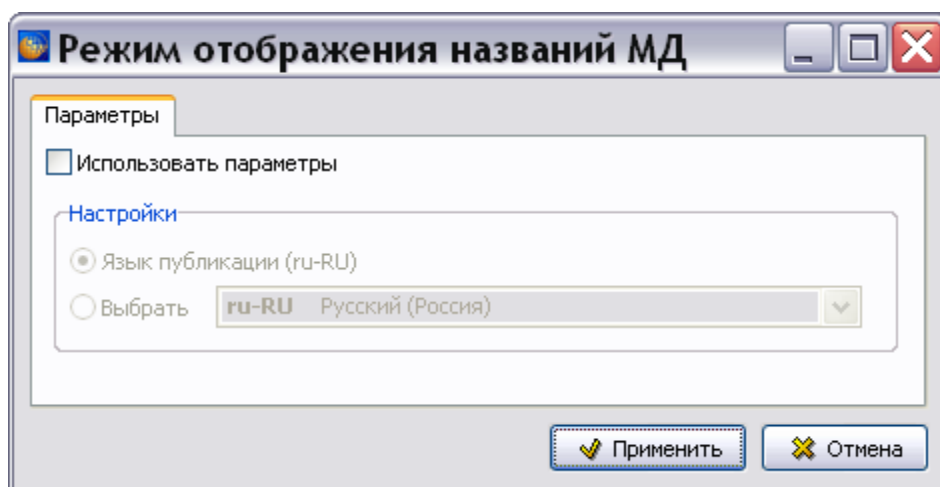 Режим отображения названий МД
Параметры
Использовать параметры
Настройки
Язык публикации (ru-RU)
Выбрать ru-RU Русский (Россия)
Применить Отмена